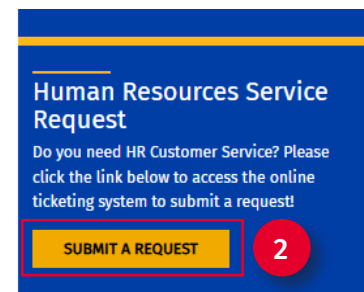 Human Resources Service
Request
Do you need HR Customer Service? Please
click the link below to access the online
ticketing system to submit a request!
SUBMIT A REQUEST
2